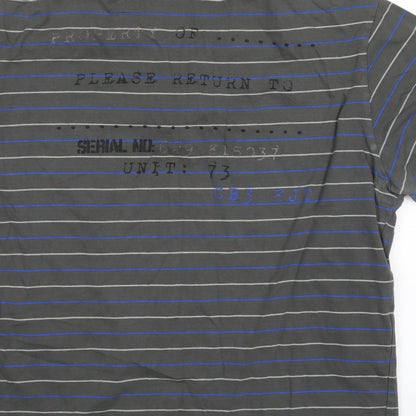 PROPERTY OF ........
PLEASE RETURN TO
....................
SERIAL NO:
UNIT: 73